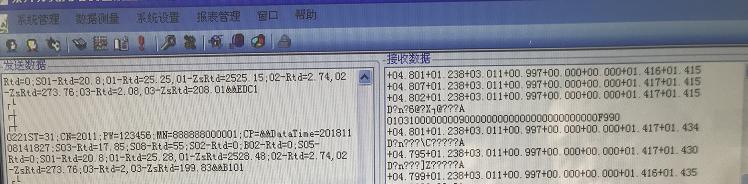 系统管理 数据测量 系统设置 报表管理 窗口 帮助
发送数据
Rtd=0;S01-Rtd=20.8;01-Rtd=25.25,01-ZsRtd=2525.15;02-Rtd=2.74,02
-ZsRtd=273.76;03-Rtd=2.08,03-ZsRtd=208.01&&EDC1
0221ST=31;CN=2011;PW=123456;MN=888888000001;CP=&&DataTime=201811
08141827;S03-Rtd=17.85;S08-Rtd=55;S02-Rtd=0;B02-Rtd=0;S05-
Rtd=0;S01-Rtd=20.8;01-Rtd=25.28,01-ZsRtd=2528.48;02-Rtd=2.74,02-
ZsRtd=273.76;03-Rtd=2,03-ZsRtd=199.83&&B101
接收数据
+04.801+01.238+03.011+00.997+00.000+00.000+01.416+01.415
+04.807+01.238+03.011+00.997+00.000+00.000+01.417+01.415
+04.802+01.238+03.011+00.997+00.000+00.000+01.417+01.415
D?n?6@?X┐@???A
+04.801+01.238+03.011+00.997+00.000+00.000+01.417+01.434
D?n???\C?????A
+04.795+01.238+03.011+00.997+00.000+00.000+01.417+01.430
D?n???]Z?????A
+04.799+01.238+03.011+00.997+00.000+00.000+01.416+01.435